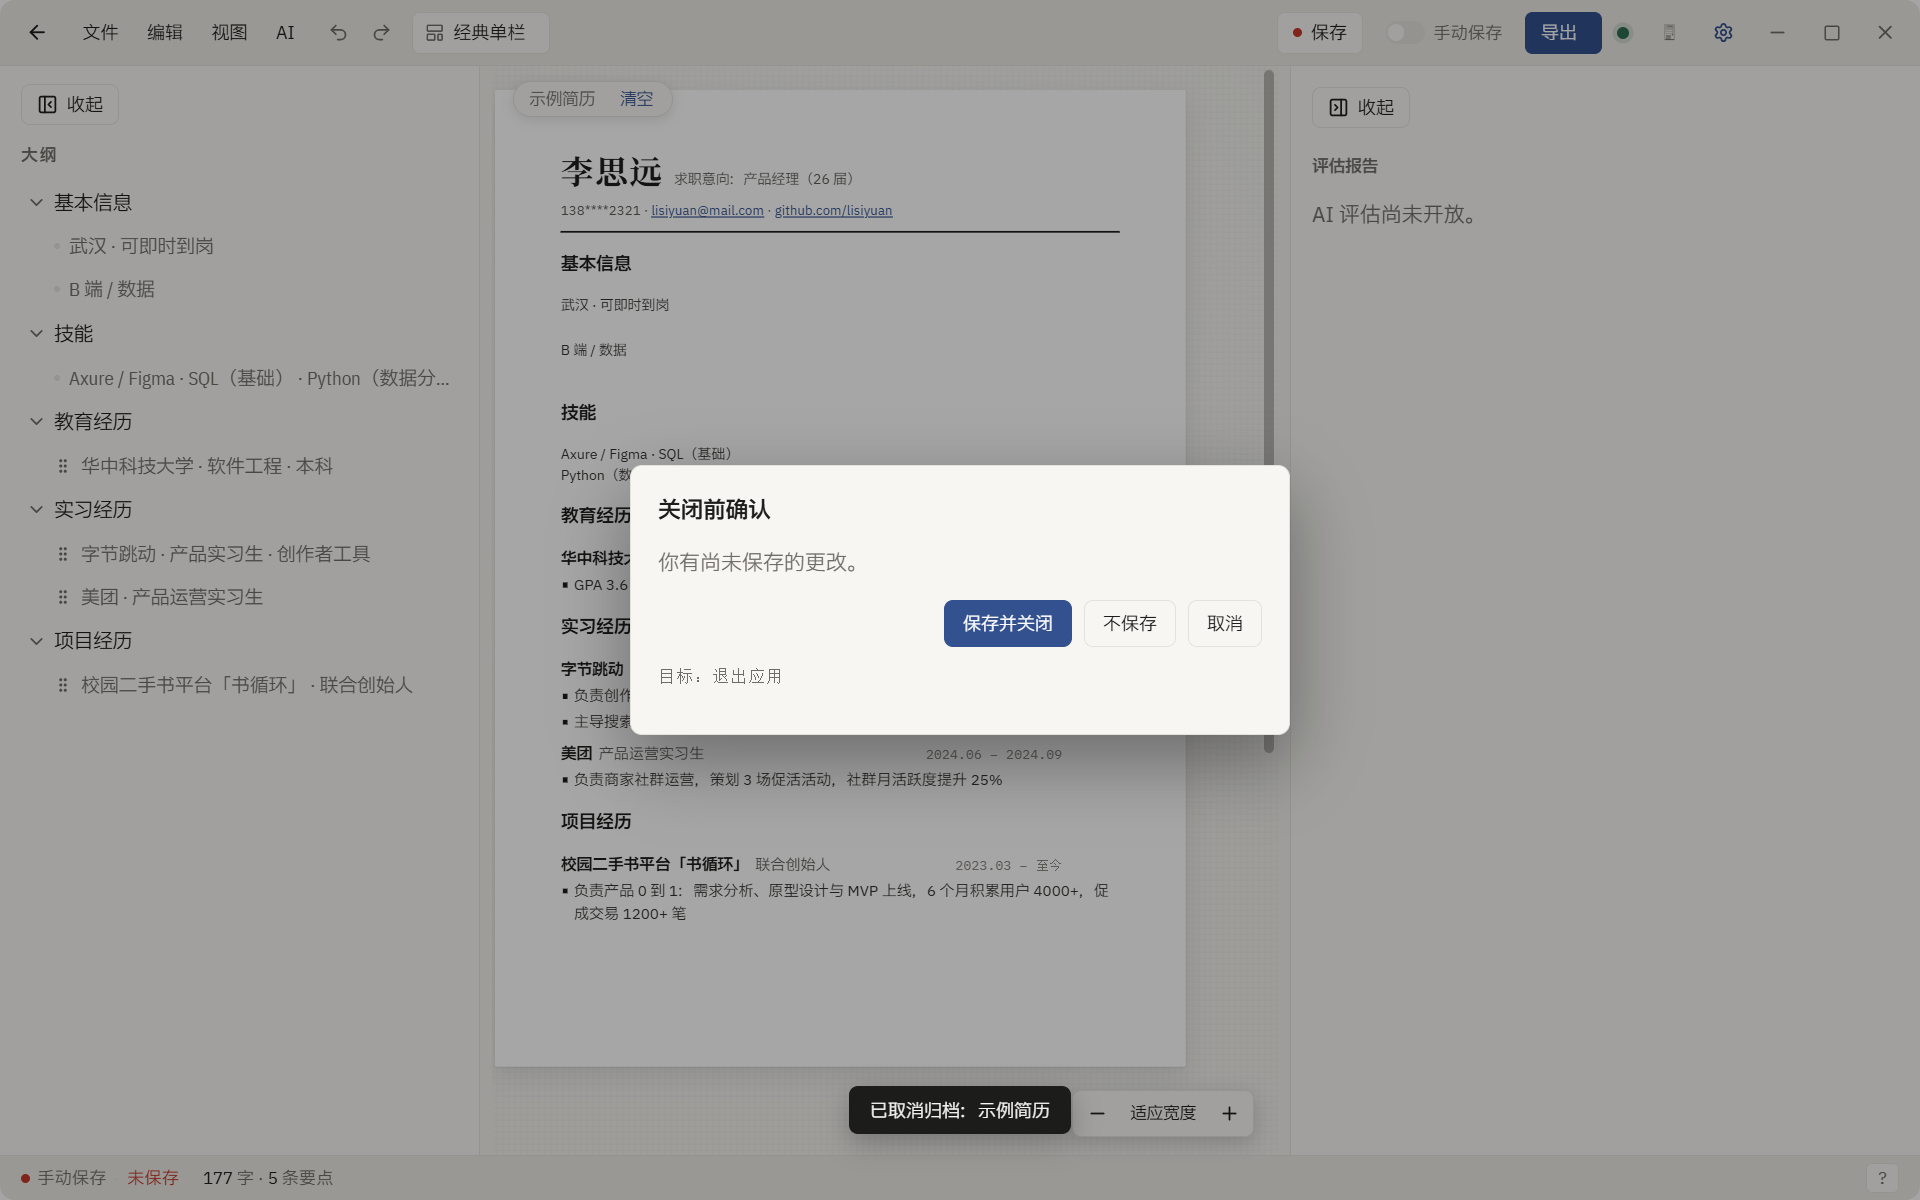 文件 编辑 视图 AI 经典单栏 保存 手动保存 导出
收起
大纲
基本信息
武汉 · 可即时到岗
B 端 / 数据
技能
Axure / Figma · SQL（基础） · Python（数据分...
教育经历
华中科技大学 · 软件工程 · 本科
实习经历
字节跳动 · 产品实习生 · 创作者工具
美团 · 产品运营实习生
项目经历
校园二手书平台「书循环」 · 联合创始人
示例简历 清空
李思远 求职意向：产品经理（26 届）
138****2321 · lisiyuan@mail.com · github.com/lisiyuan
基本信息
武汉 · 可即时到岗
B 端 / 数据
技能
Axure / Figma · SQL（基础）
Python（数
教育经历
华中科技
GPA 3.6
实习经历
字节跳动
负责创作
主导搜索
美团 产品运营实习生 2024.06 – 2024.09
负责商家社群运营，策划 3 场促活活动，社群月活跃度提升 25%
项目经历
校园二手书平台「书循环」 联合创始人 2023.03 – 至今
负责产品 0 到 1：需求分析、原型设计与 MVP 上线，6 个月积累用户 4000+，促
成交易 1200+ 笔
关闭前确认
你有尚未保存的更改。
保存并关闭 不保存 取消
目标：退出应用
已取消归档：示例简历
适应宽度
收起
评估报告
AI 评估尚未开放。
手动保存 未保存 177 字 · 5 条要点 ?